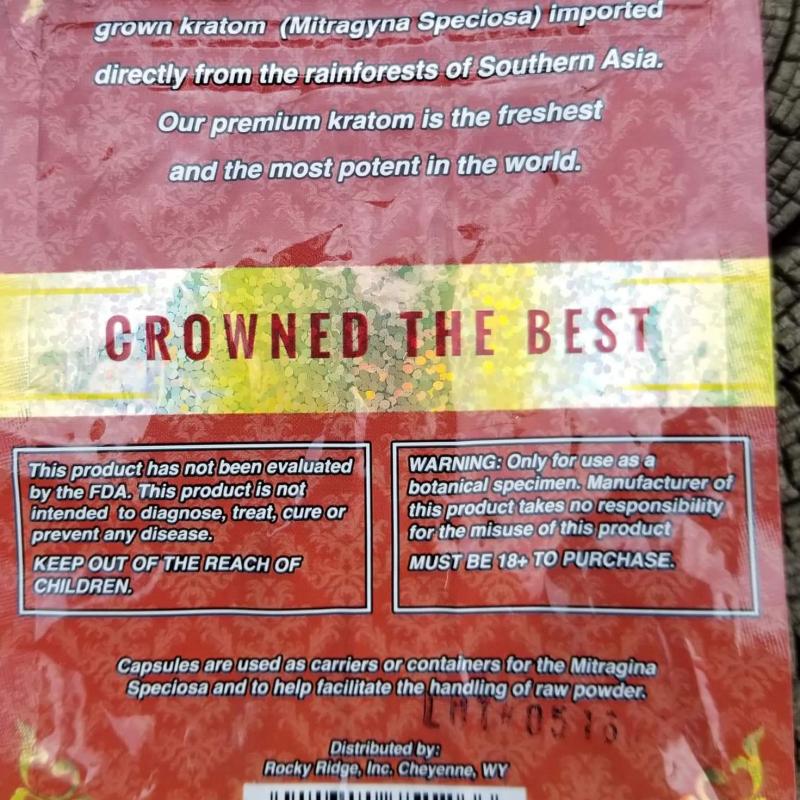 grown kratom (Mitragyna Speciosa) imported
directly from the rainforests of Southern Asia.
Our premium kratom is the freshest
and the most potent in the world.
CROWNED THE BEST
This product has not been evaluated
by the FDA. This product is not
intended to diagnose, treat, cure or
prevent any disease.
KEEP OUT OF THE REACH OF
CHILDREN.
WARNING: Only for use as a
botanical specimen. Manufacturer of
this product takes no responsibility
for the misuse of this product
MUST BE 18+ TO PURCHASE.
Capsules are used as carriers or containers for the Mitragina
Speciosa and to help facilitate the handling of raw powder.
Distributed by:
Rocky Ridge, Inc. Cheyenne, WY